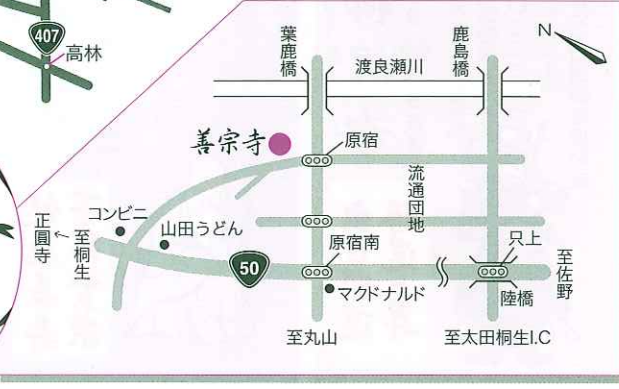 407
高林
葉鹿橋
渡良瀬川
鹿島橋
N
善宗寺
原宿
流通団地
コンビニ
山田うどん
正圓寺
←
至桐生
50
原宿南
マクドナルド
只上
陸橋
至佐野
至丸山
至太田桐生I.C